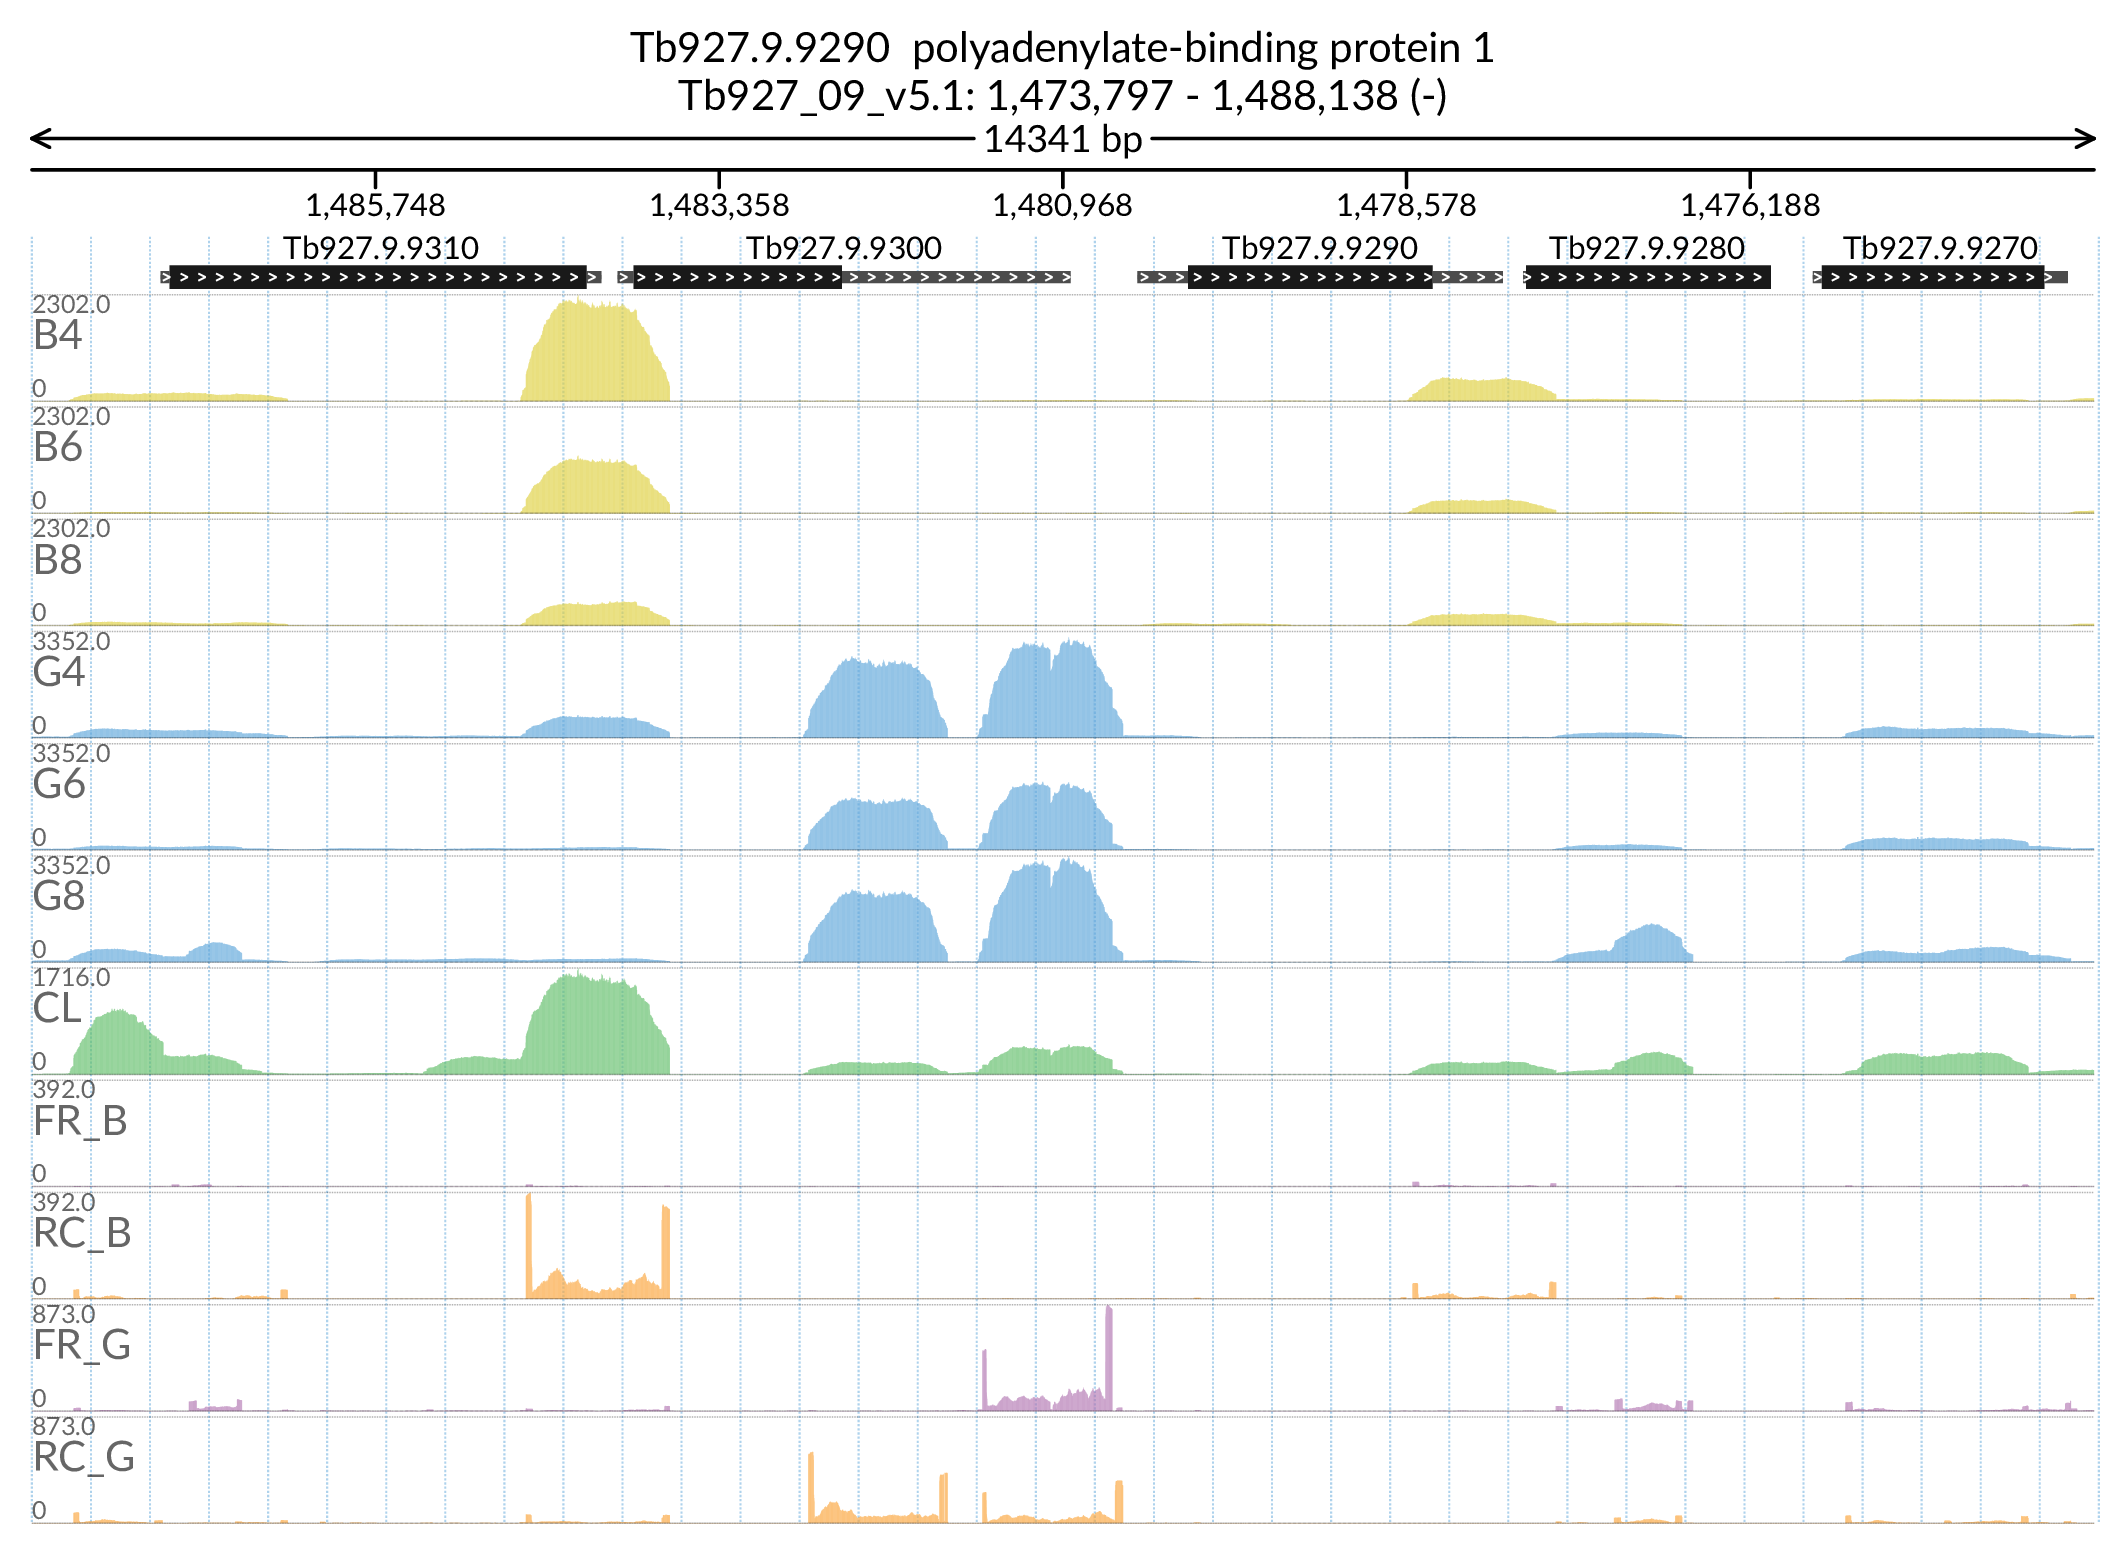 Tb927.9.9290  polyadenylate-binding protein 1
Tb927_09_v5.1: 1,473,797 - 1,488,138 (-)
14341 bp
1,485,748 1,483,358 1,480,968 1,478,578 1,476,188
Tb927.9.9310 Tb927.9.9300 Tb927.9.9290 Tb927.9.9280 Tb927.9.9270
2302.0
B4
0
2302.0
B6
0
2302.0
B8
0
3352.0
G4
0
3352.0
G6
0
3352.0
G8
0
1716.0
CL
0
392.0
FR_B
0
392.0
RC_B
0
873.0
FR_G
0
873.0
RC_G
0